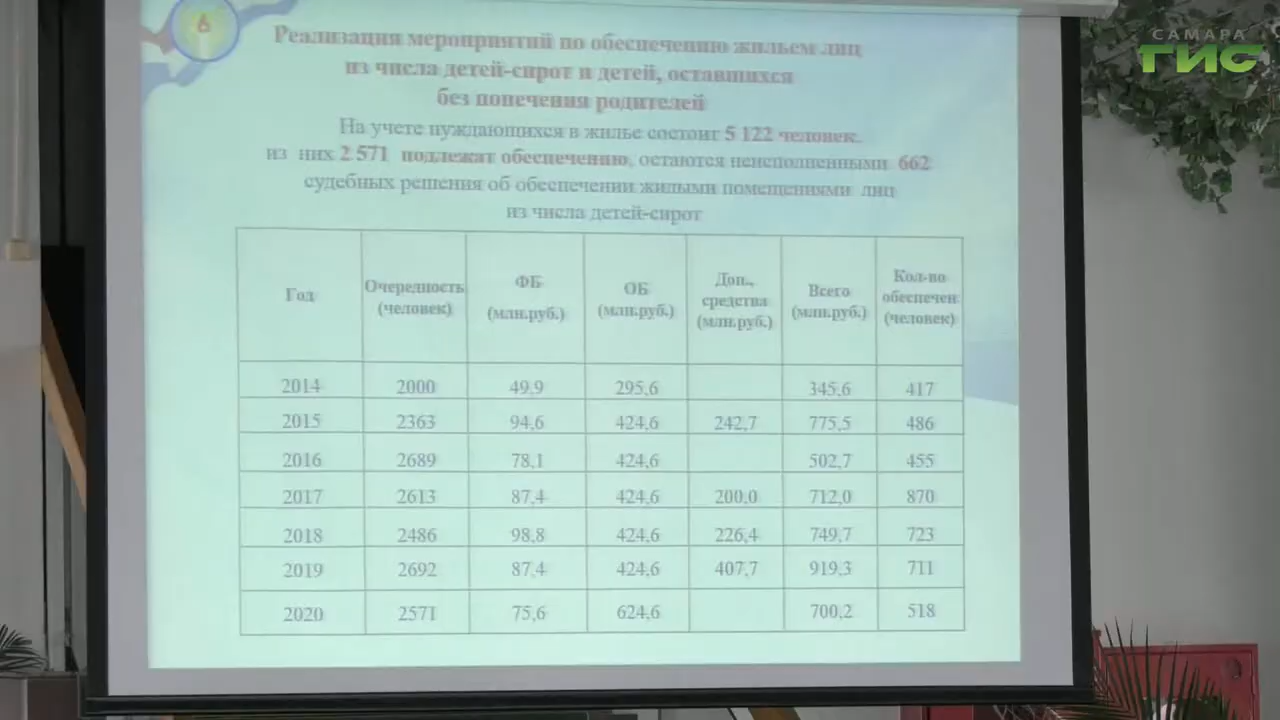 САМАРА
ГИС
6
Реализация мероприятий по обеспечению жильем лиц
из числа детей-сирот и детей, оставшихся
без попечения родителей
На учете нуждающихся в жилье состоит 5 122 человек.
из них 2 571 подлежат обеспечению, остаются неисполненными 662
судебных решения об обеспечении жилыми помещениями лиц
из числа детей-сирот
Год Очередность (человек) ФБ (млн.руб.) ОБ (млн.руб.) Доп., средства (млн.руб.) Всего (млн.руб.) Кол-во обеспечен (человек)
2014 2000 49,9 295,6 345,6 417
2015 2363 94,6 424,6 242,7 775,5 486
2016 2689 78,1 424,6 502,7 455
2017 2613 87,4 424,6 200,0 712,0 870
2018 2486 98,8 424,6 226,4 749,7 723
2019 2692 87,4 424,6 407,7 919,3 711
2020 2571 75,6 624,6 700,2 518